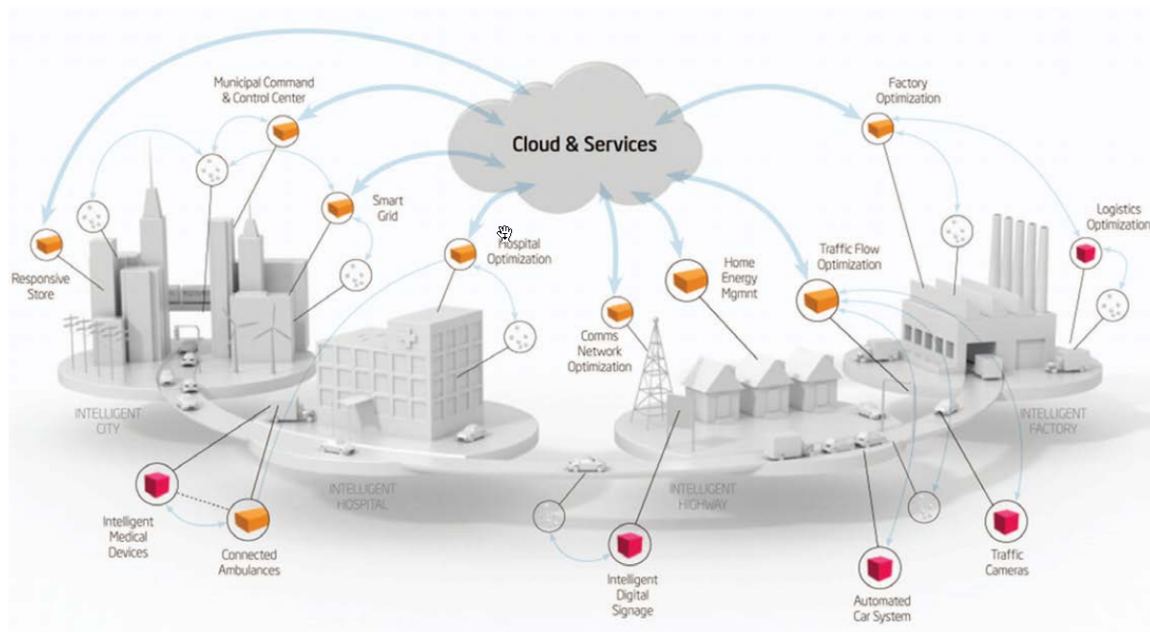 Municipal Command
& Control Center
Cloud & Services
Factory
Optimization
Smart
Grid
Logistics
Optimization
Responsive
Store
Hospital
Optimization
Home
Energy
Mgmnt
Traffic Flow
Optimization
Comms
Network
Optimization
INTELLIGENT
CITY
INTELLIGENT
FACTORY
INTELLIGENT
HOSPITAL
INTELLIGENT
HIGHWAY
Intelligent
Medical
Devices
Connected
Ambulances
Intelligent
Digital
Signage
Automated
Car System
Traffic
Cameras